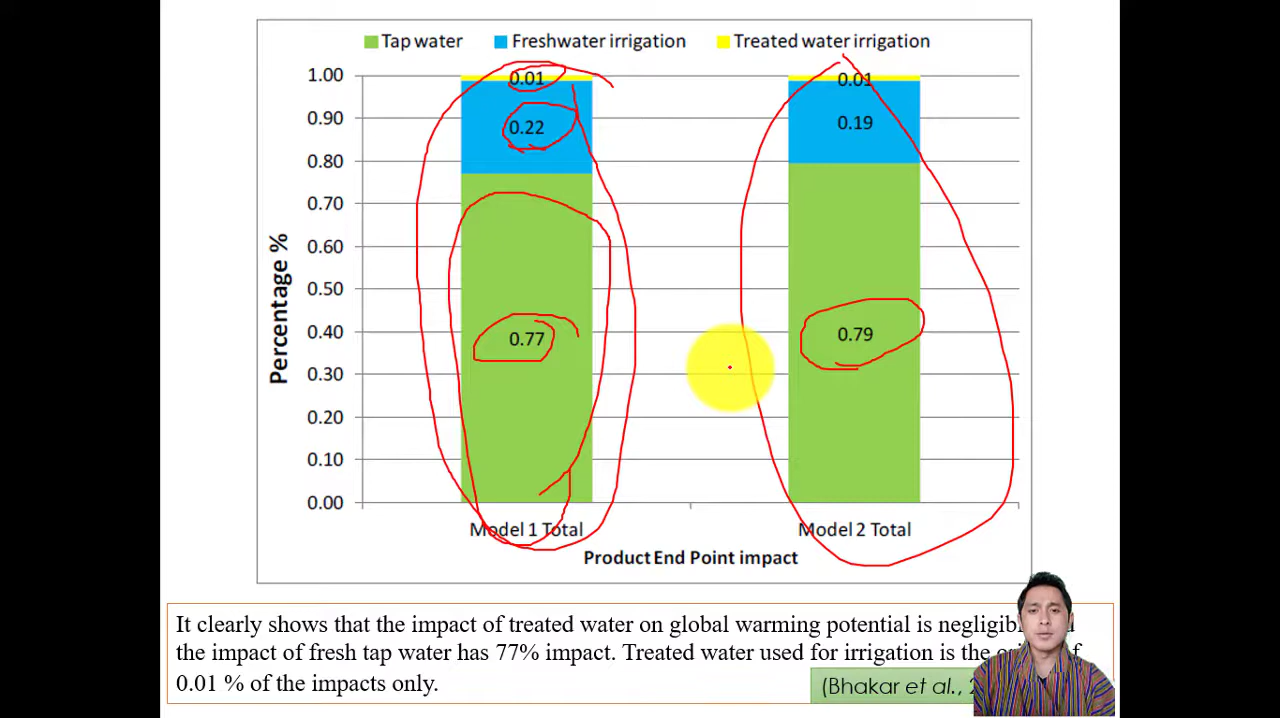 Tap water Freshwater irrigation Treated water irrigation
1.00
0.90
0.80
0.70
0.60
0.50
0.40
0.30
0.20
0.10
0.00
Percentage %
0.01
0.22
0.77
0.01
0.19
0.79
Model 1 Total Model 2 Total
Product End Point impact
It clearly shows that the impact of treated water on global warming potential is
the impact of fresh tap water has 77% impact. Treated water used for irrigation is the
0.01 % of the impacts only.
(Bhakar et al.,